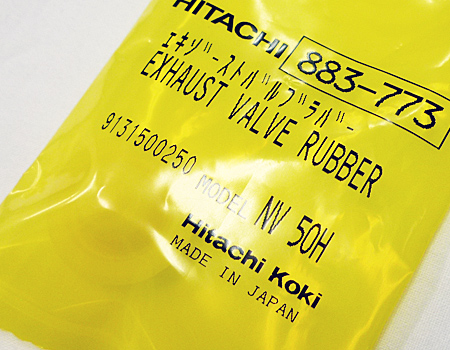 HITACHI 883-773
エキゾーストバルブラバー
EXHAUST VALVE RUBBER
9131500250 MODEL NV 50H
Hitachi Koki
MADE IN JAPAN